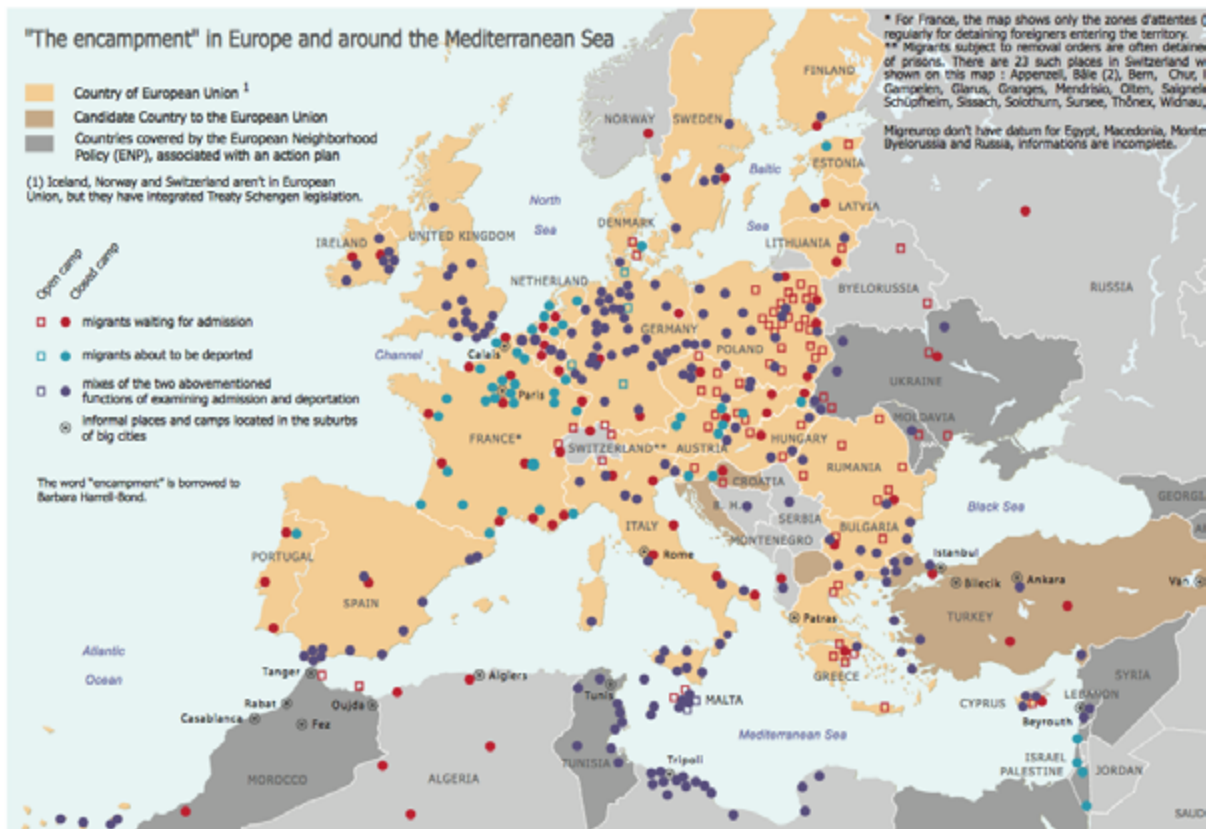 "The encampment" in Europe and around the Mediterranean Sea
Country of European Union 1
Candidate Country to the European Union
Countries covered by the European Neighborhood
Policy (ENP), associated with an action plan
(1) Iceland, Norway and Switzerland aren't in European
Union, but they have integrated Treaty Schengen legislation.
Open camp
Closed camp
migrants waiting for admission
migrants about to be deported
mixes of the two abovementioned
functions of examining admission and deportation
informal places and camps located in the suburbs
of big cities
The word "encampment" is borrowed to
Barbara Harrell-Bond.
* For France, the map shows only the zones d'attentes (
regularly for detaining foreigners entering the territory.
** Migrants subject to removal orders are often detaine
of prisons. There are 23 such places in Switzerland w
shown on this map : Appenzell, Bâle (2), Bern, Chur,
Gampelen, Glarus, Granges, Mendrisio, Olten, Saignelé
Schüpfheim, Sissach, Solothurn, Sursee, Thônex, Widnau,
Migreurop don't have datum for Egypt, Macedonia, Monte
Byelorussia and Russia, informations are incomplete.
FINLAND
NORWAY
SWEDEN
ESTONIA
Baltic
Sea
LATVIA
North
Sea
DENMARK
LITHUANIA
IRELAND
UNITED KINGDOM
NETHERLAND
BYELORUSSIA
RUSSIA
GERMANY
POLAND
Channel
Calais
UKRAINE
Paris
MOLDAVIA
FRANCE*
SWITZERLAND**
AUSTRIA
HUNGARY
RUMANIA
CROATIA
B. H.
SERBIA
Black Sea
GEORGI
ITALY
MONTENEGRO
BULGARIA
AR
PORTUGAL
Rome
Istanbul
Bilecik
Ankara
Van
SPAIN
TURKEY
Patras
Atlantic
Ocean
Tanger
Algiers
Tunis
MALTA
GREECE
CYPRUS
SYRIA
LEBANON
Rabat
Oujda
Casablanca
Fez
Beyrouth
Mediterranean Sea
Tripoli
ISRAEL
PALESTINE
JORDAN
MOROCCO
ALGERIA
TUNISIA
SAUD